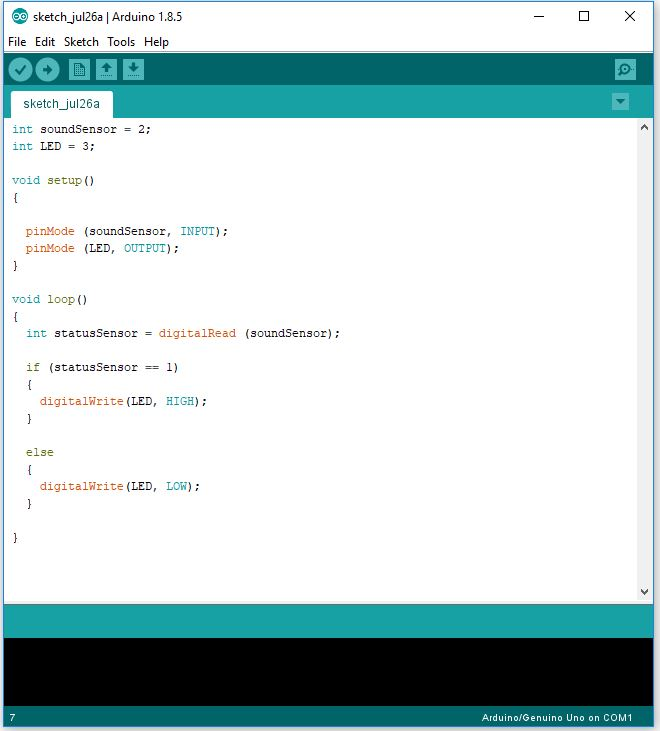 sketch_jul26a | Arduino 1.8.5
File Edit Sketch Tools Help
sketch_jul26a
int soundSensor = 2;
int LED = 3;
void setup()
{
pinMode (soundSensor, INPUT);
pinMode (LED, OUTPUT);
}
void loop()
{
int statusSensor = digitalRead (soundSensor);
if (statusSensor == 1)
{
digitalWrite(LED, HIGH);
}
else
{
digitalWrite(LED, LOW);
}
}
7 Arduino/Genuino Uno on COM1